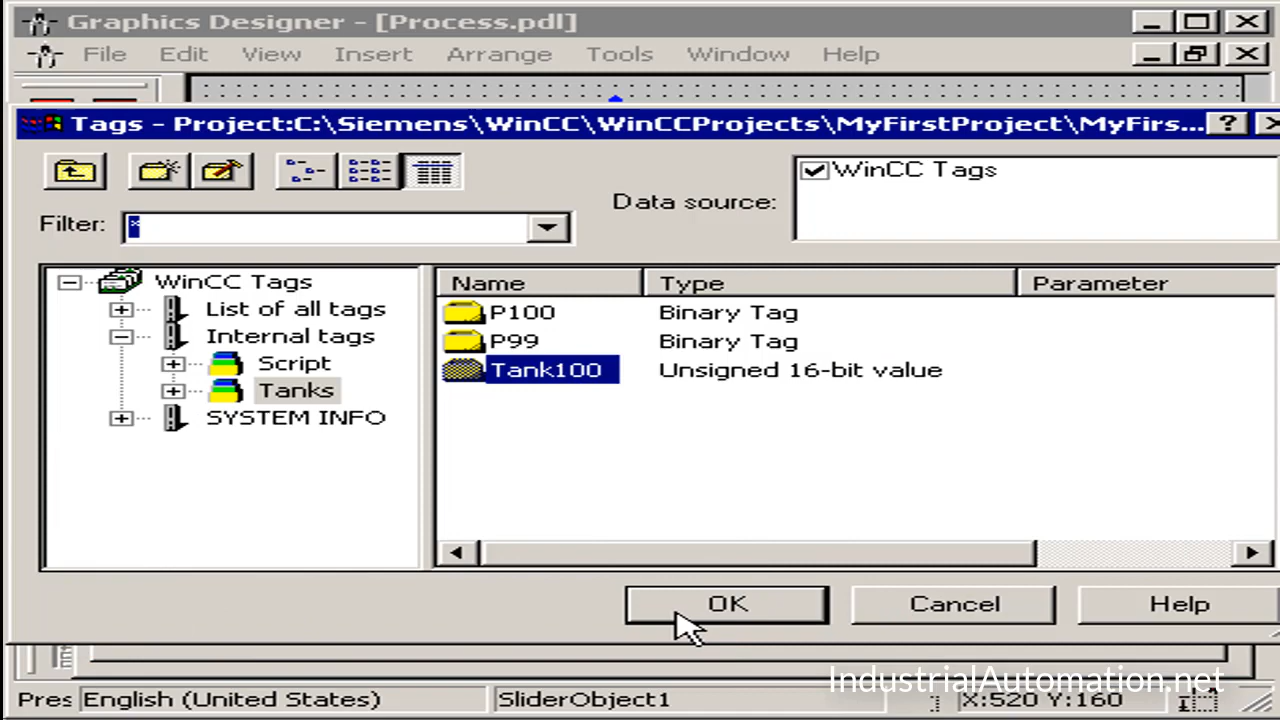 Graphics Designer - [Process.pdl]
File Edit View Insert Arrange Tools Window Help
Tags - Project:C:\Siemens\WinCC\WinCCProjects\MyFirstProject\MyFirs...
WinCC Tags
Data source:
Filter: *
WinCC Tags
List of all tags
Internal tags
Script
Tanks
SYSTEM INFO
Name Type Parameter
P100 Binary Tag
P99 Binary Tag
Tank100 Unsigned 16-bit value
OK Cancel Help
IndustrialAutomation.net
Pres English (United States) SliderObject1 X:520 Y:160